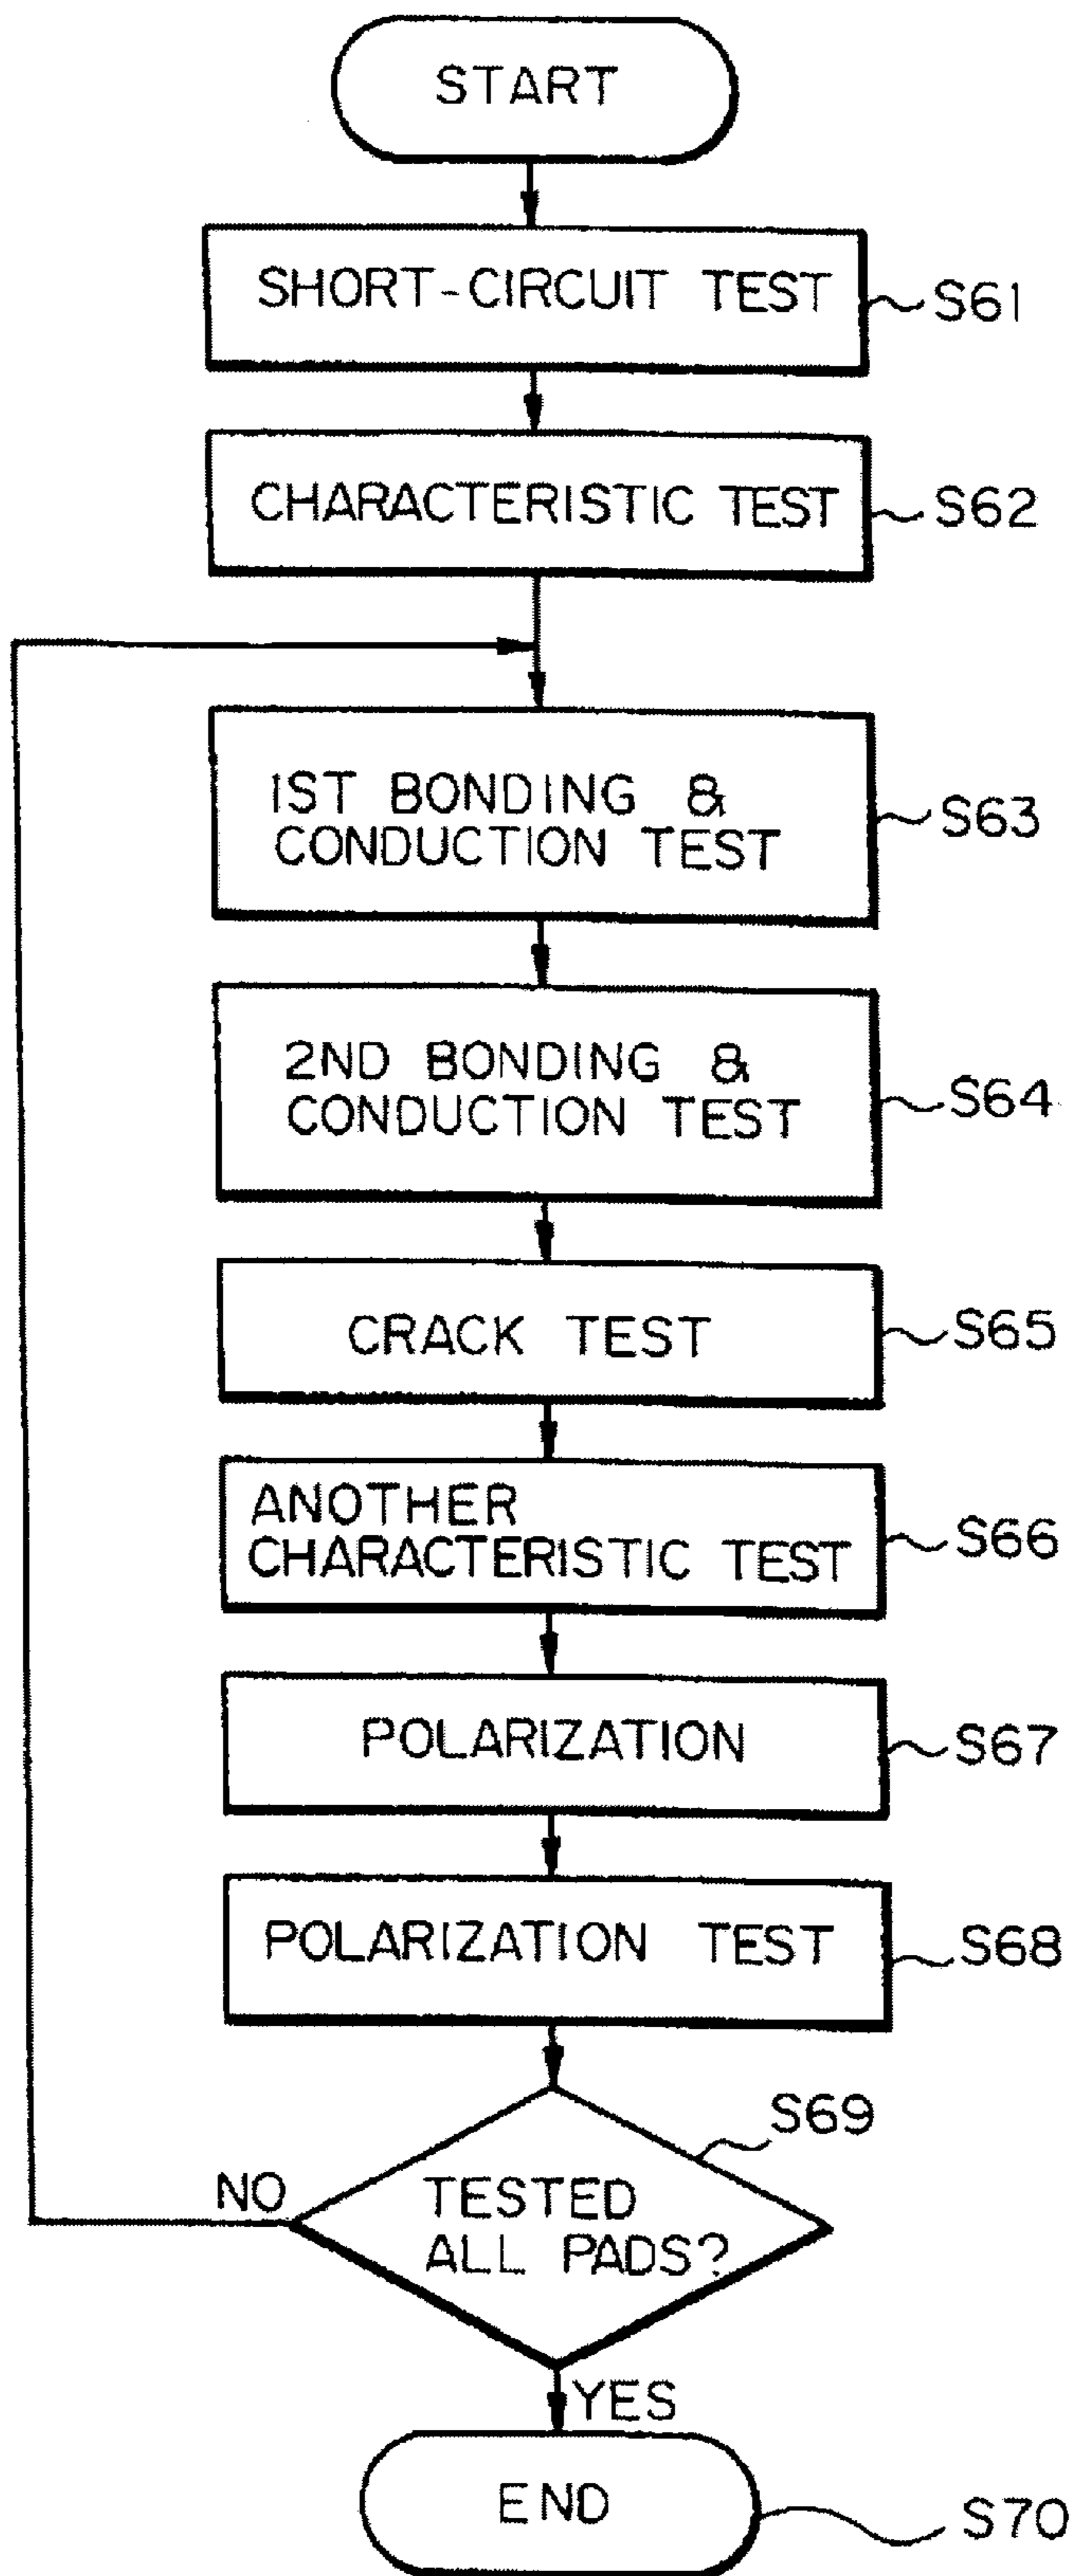 START
SHORT-CIRCUIT TEST
S61
CHARACTERISTIC TEST
S62
1ST BONDING &
CONDUCTION TEST
S63
2ND BONDING &
CONDUCTION TEST
S64
CRACK TEST
S65
ANOTHER
CHARACTERISTIC TEST
S66
POLARIZATION
S67
POLARIZATION TEST
S68
S69
NO
TESTED
ALL PADS?
YES
END
S70